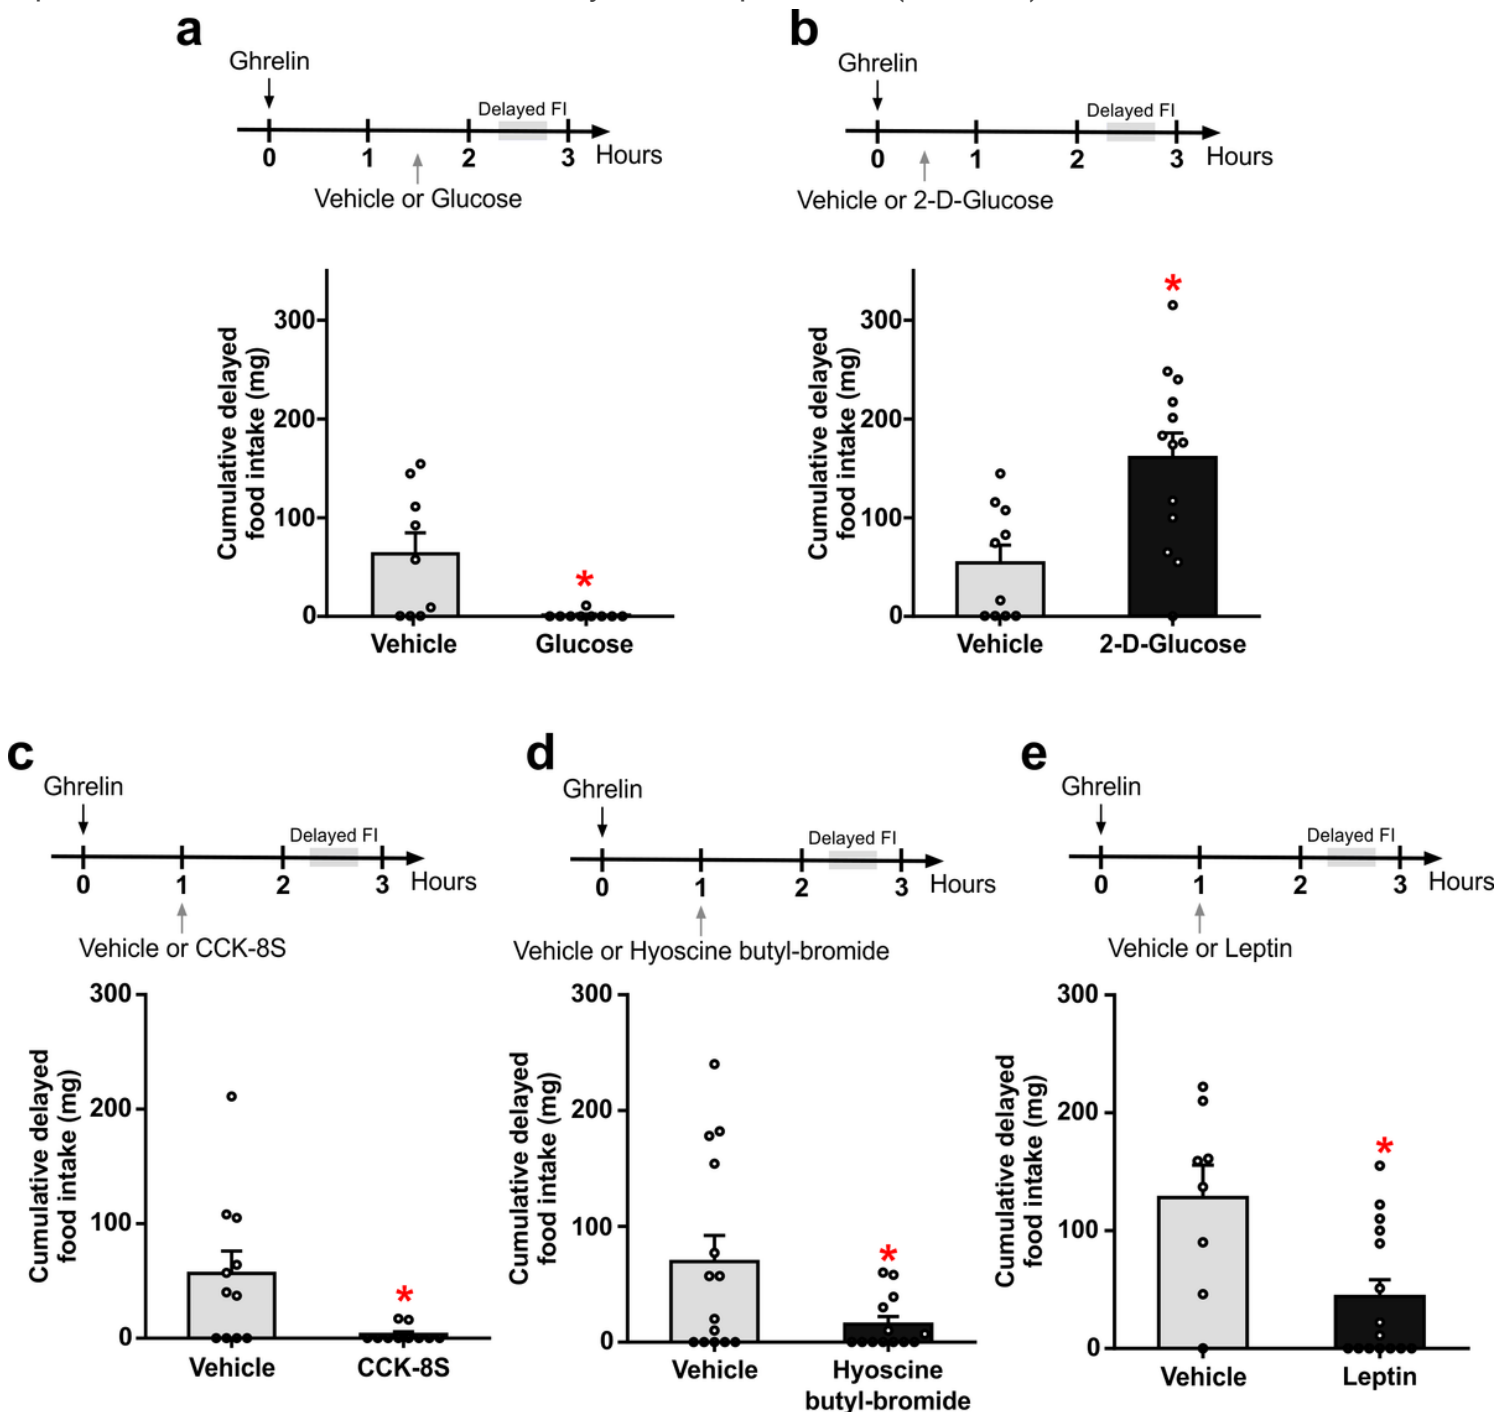 a
Ghrelin
Delayed FI
0 1 2 3 Hours
Vehicle or Glucose
Cumulative delayed
food intake (mg)
300
200
100
0
*
Vehicle Glucose
b
Ghrelin
Delayed FI
0 1 2 3 Hours
Vehicle or 2-D-Glucose
Cumulative delayed
food intake (mg)
300
200
100
0
*
Vehicle 2-D-Glucose
c
Ghrelin
Delayed FI
0 1 2 3 Hours
Vehicle or CCK-8S
Cumulative delayed
food intake (mg)
300
200
100
0
*
Vehicle CCK-8S
d
Ghrelin
Delayed FI
0 1 2 3 Hours
Vehicle or Hyoscine butyl-bromide
Cumulative delayed
food intake (mg)
300
200
100
0
*
Vehicle Hyoscine
butyl-bromide
e
Ghrelin
Delayed FI
0 1 2 3 Hours
Vehicle or Leptin
Cumulative delayed
food intake (mg)
300
200
100
0
*
Vehicle Leptin